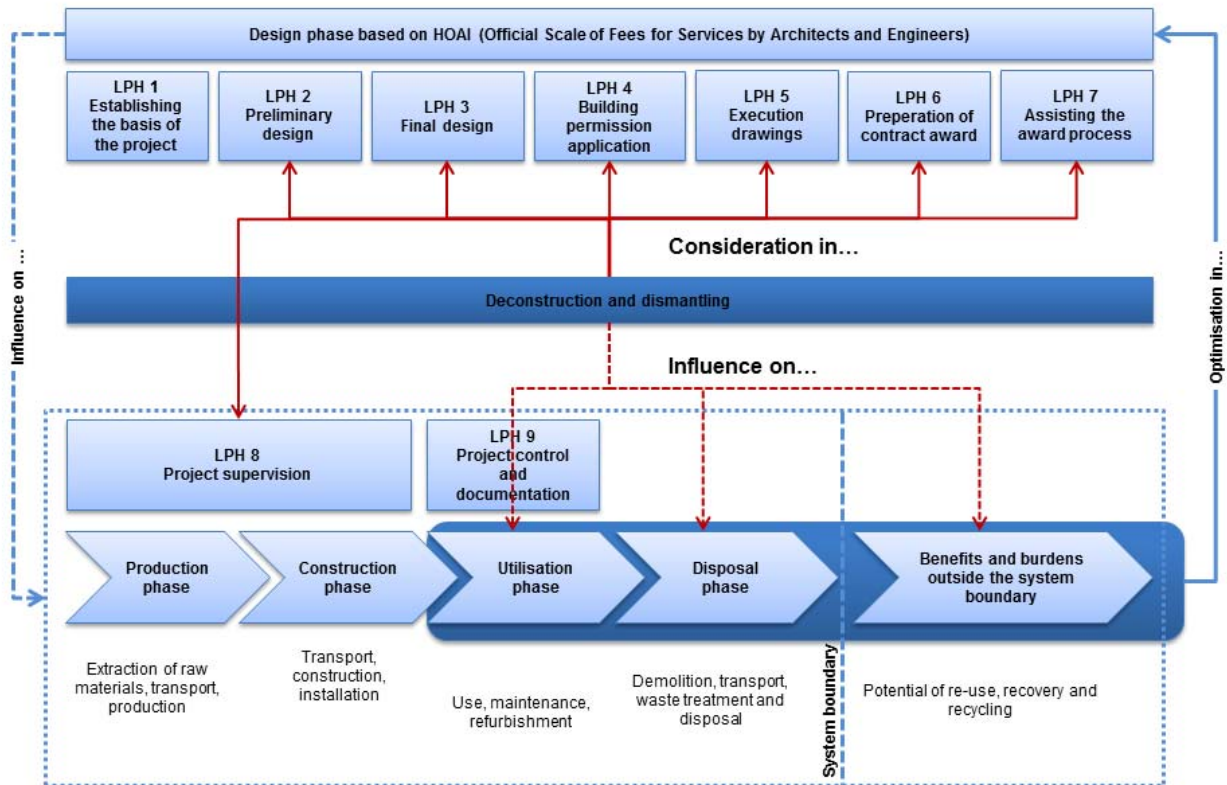 Design phase based on HOAI (Official Scale of Fees for Services by Architects and Engineers)
LPH 1
Establishing
the basis of
the project
LPH 2
Preliminary
design
LPH 3
Final design
LPH 4
Building
permission
application
LPH 5
Execution
drawings
LPH 6
Preperation of
contract award
LPH 7
Assisting the
award process
Influence on ...
Consideration in...
Optimisation in...
Deconstruction and dismantling
Influence on...
LPH 8
Project supervision
LPH 9
Project control
and
documentation
Production
phase
Construction
phase
Utilisation
phase
Disposal
phase
Benefits and burdens
outside the system
boundary
Extraction of raw
materials, transport,
production
Transport,
construction,
installation
Use, maintenance,
refurbishment
Demolition, transport,
waste treatment and
disposal
System boundary
Potential of re-use, recovery and
recycling